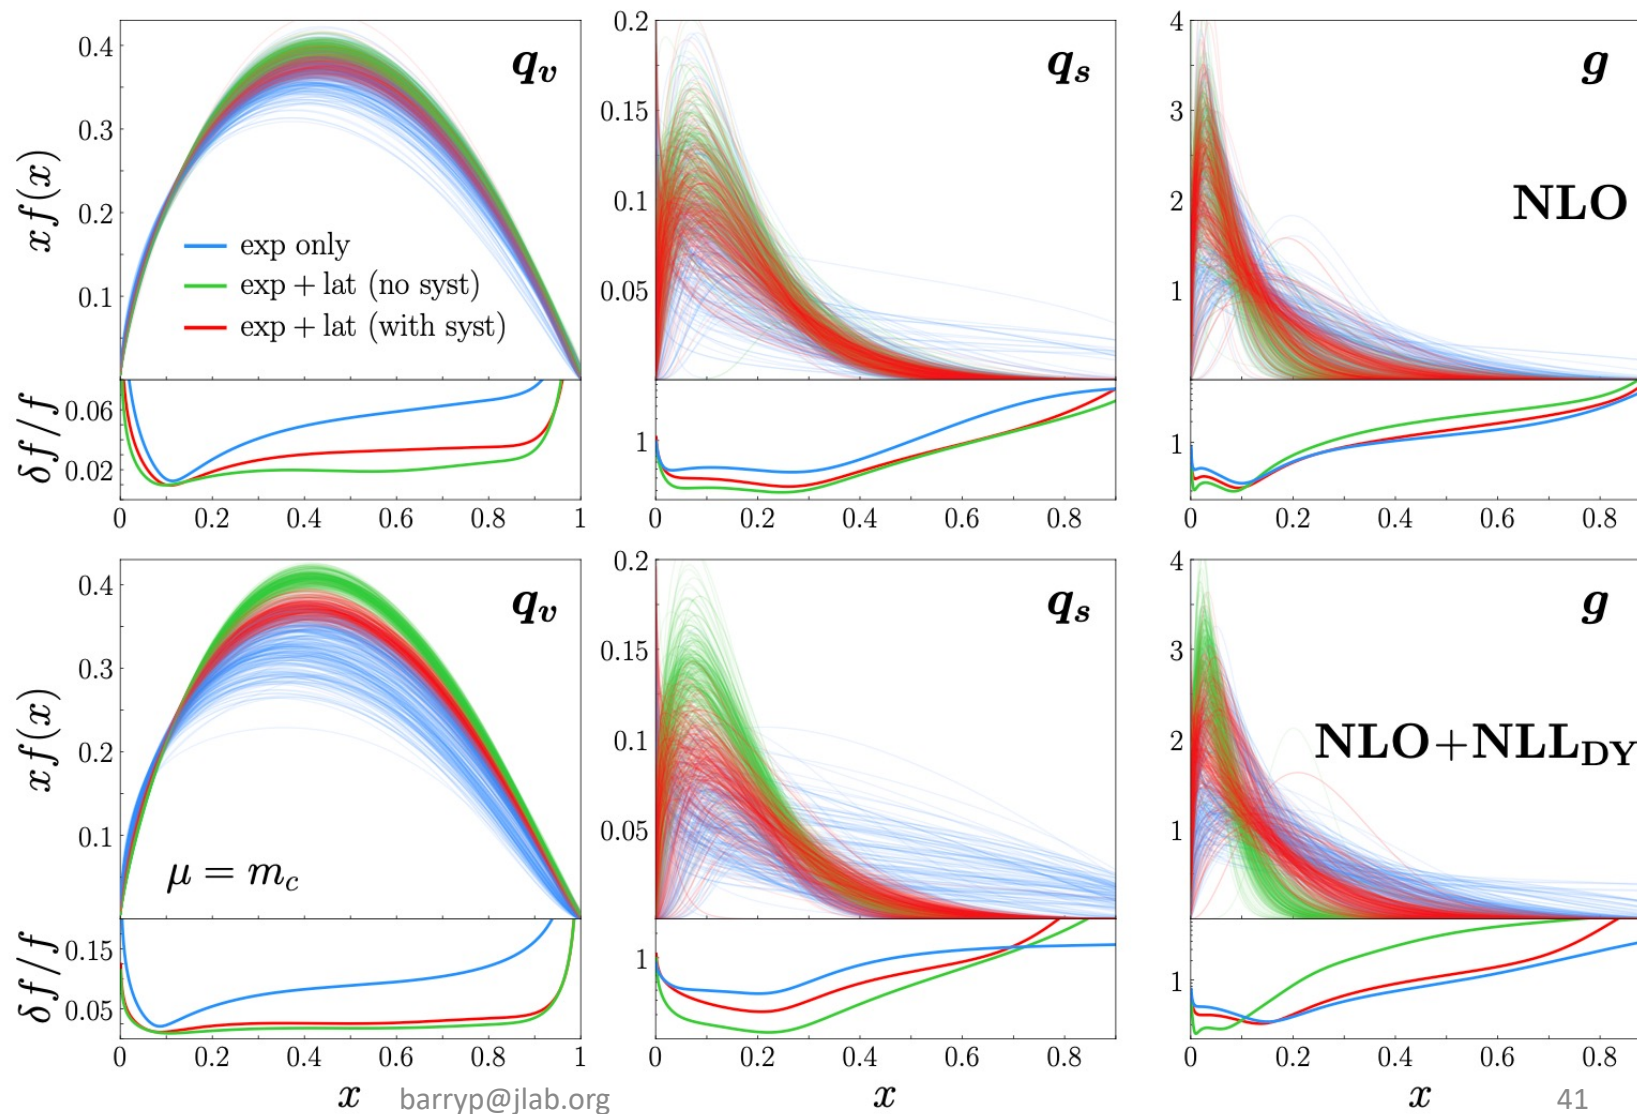 q_v
q_s
g
NLO
xf(x)
0.4
0.3
0.2
0.1
exp only
exp + lat (no syst)
exp + lat (with syst)
0.2
0.15
0.1
0.05
4
3
2
1
δf/f
0.06
0.02
1
1
0 0.2 0.4 0.6 0.8 1
0 0.2 0.4 0.6 0.8
0 0.2 0.4 0.6 0.8
q_v
q_s
g
NLO+NLL_DY
xf(x)
0.4
0.3
0.2
0.1
μ = m_c
0.2
0.15
0.1
0.05
4
3
2
1
δf/f
0.15
0.05
1
1
0 0.2 0.4 0.6 0.8 1
0 0.2 0.4 0.6 0.8
0 0.2 0.4 0.6 0.8
x
barryp@jlab.org
x
x
41